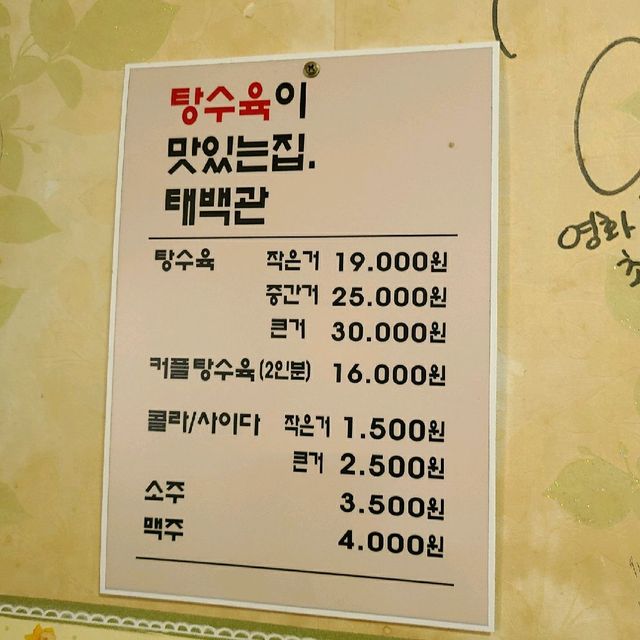 탕수육이
맛있는집.
태백관
탕수육 작은거 19.000원
중간거 25.000원
큰거 30.000원
커플탕수육(2인분) 16.000원
콜라/사이다 작은거 1.500원
큰거 2.500원
소주 3.500원
맥주 4.000원
영화